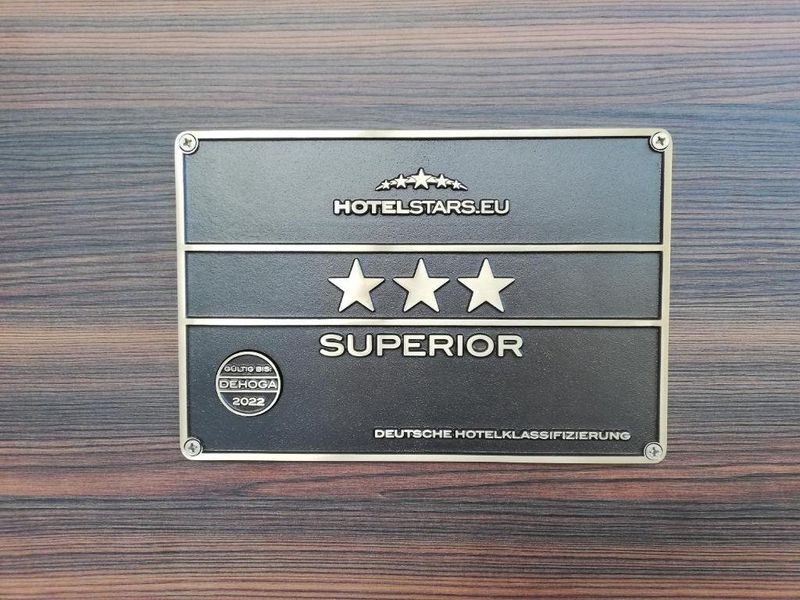 HOTELSTARS.EU
SUPERIOR
GÜLTIG BIS:
DEHOGA
2022
DEUTSCHE HOTELKLASSIFIZIERUNG